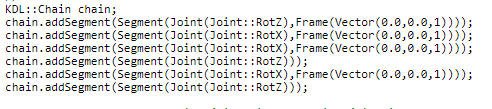 KDL::Chain chain;
chain.addSegment(Segment(Joint(Joint::RotZ),Frame(Vector(0.0,0.0,1))));
chain.addSegment(Segment(Joint(Joint::RotX),Frame(Vector(0.0,0.0,1))));
chain.addSegment(Segment(Joint(Joint::RotX),Frame(Vector(0.0,0.0,1))));
chain.addSegment(Segment(Joint(Joint::RotZ)));
chain.addSegment(Segment(Joint(Joint::RotX),Frame(Vector(0.0,0.0,1))));
chain.addSegment(Segment(Joint(Joint::RotZ)));